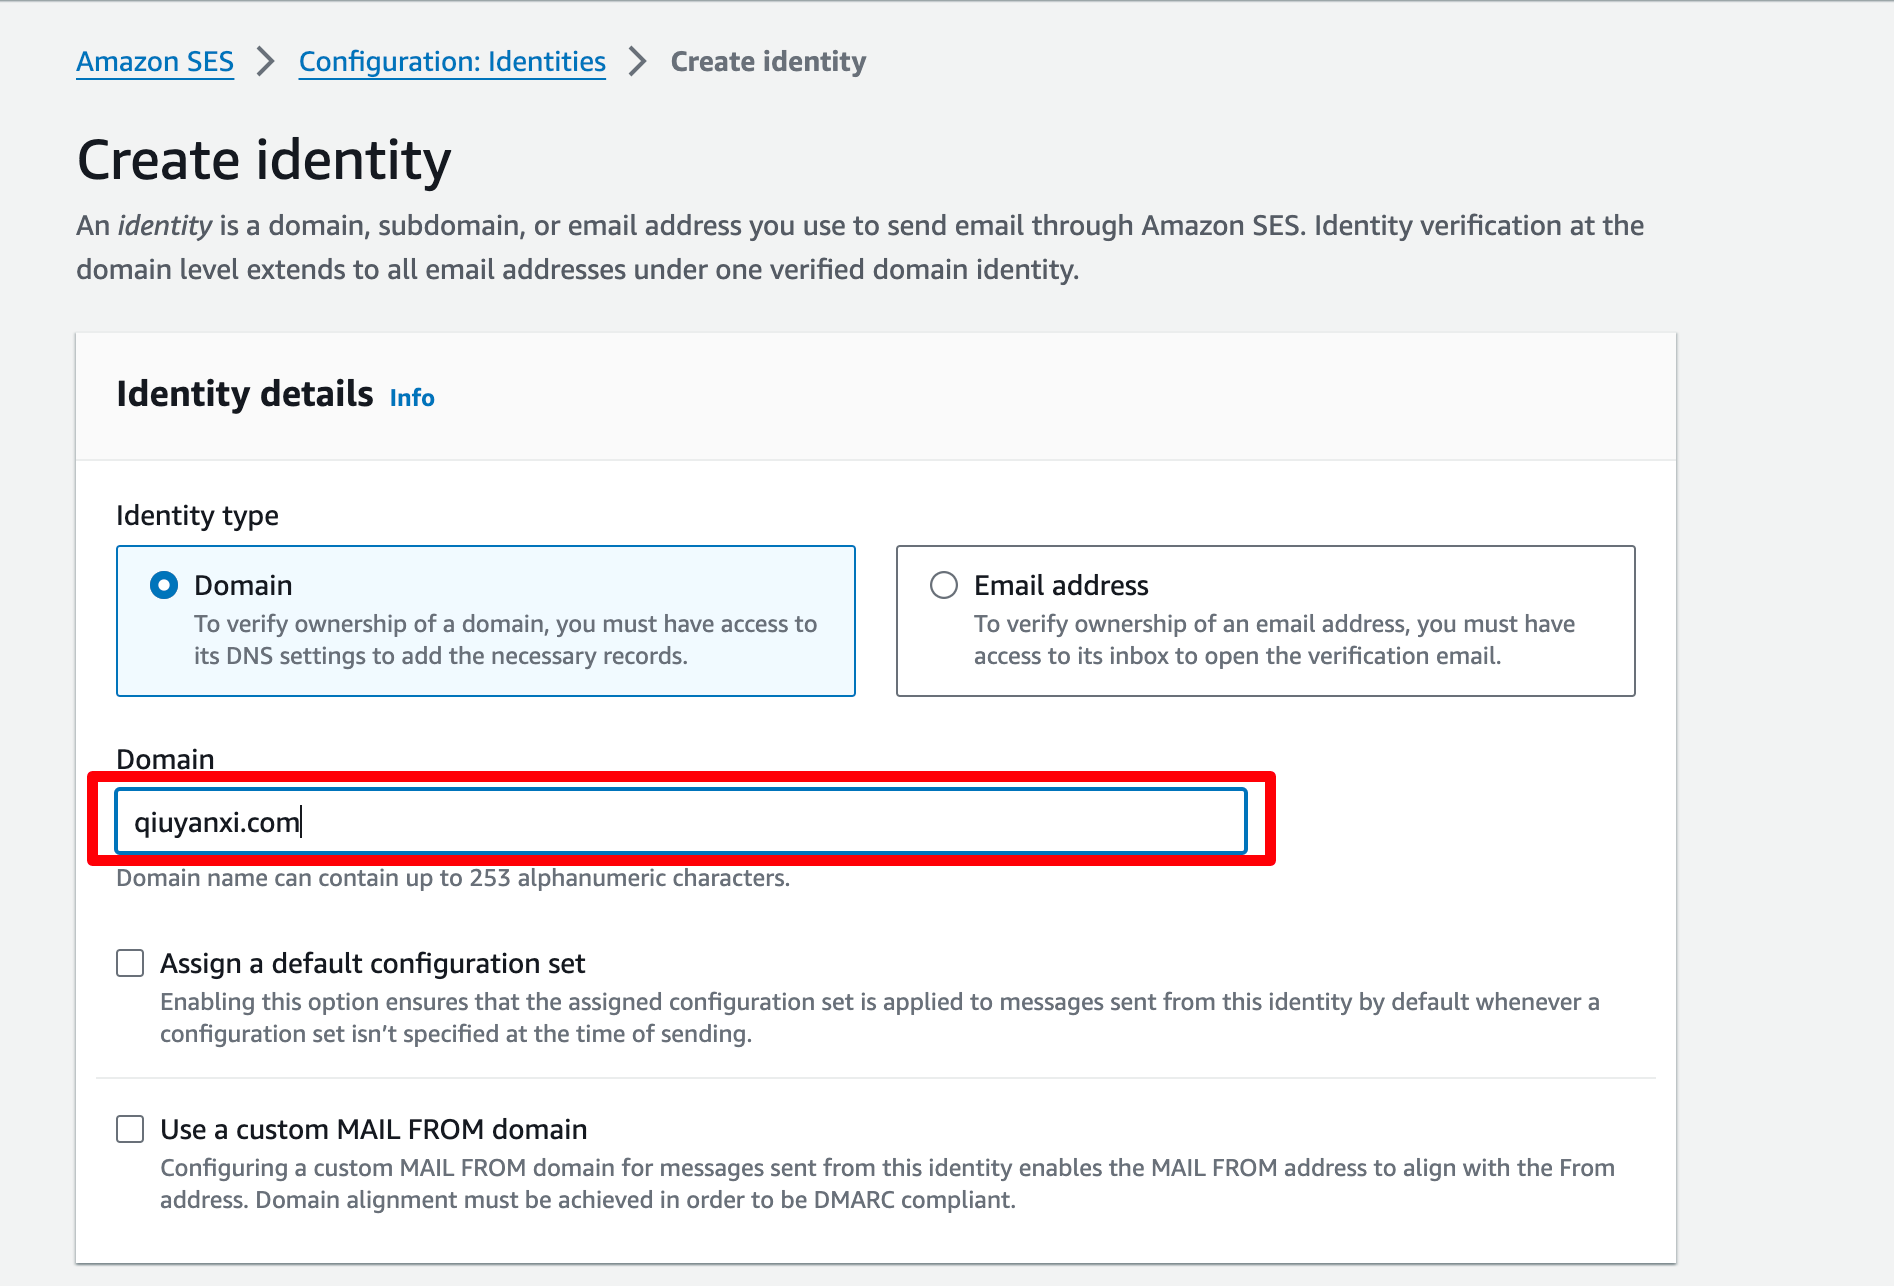 Amazon SES > Configuration: Identities > Create identity
Create identity
An identity is a domain, subdomain, or email address you use to send email through Amazon SES. Identity verification at the
domain level extends to all email addresses under one verified domain identity.
Identity details Info
Identity type
Domain
To verify ownership of a domain, you must have access to
its DNS settings to add the necessary records.
Email address
To verify ownership of an email address, you must have
access to its inbox to open the verification email.
Domain
qiuyanxi.com
Domain name can contain up to 253 alphanumeric characters.
Assign a default configuration set
Enabling this option ensures that the assigned configuration set is applied to messages sent from this identity by default whenever a
configuration set isn’t specified at the time of sending.
Use a custom MAIL FROM domain
Configuring a custom MAIL FROM domain for messages sent from this identity enables the MAIL FROM address to align with the From
address. Domain alignment must be achieved in order to be DMARC compliant.